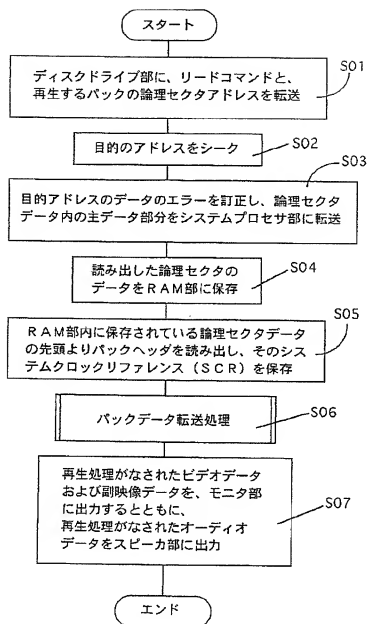 スタート
ディスクドライブ部に、リードコマンドと、
再生するパックの論理セクタアドレスを転送
S01
目的のアドレスをシーク
S02
目的アドレスのデータのエラーを訂正し、論理セクタ
データ内の主データ部分をシステムプロセサ部に転送
S03
読み出した論理セクタの
データをRAM部に保存
S04
RAM部内に保存されている論理セクタデータ
の先頭よりパックヘッダを読み出し、そのシス
テムクロックリファレンス(SCR)を保存
S05
パックデータ転送処理
S06
再生処理がなされたビデオデータ
および副映像データを、モニタ部
に出力するとともに、
再生処理がなされたオーディオ
データをスピーカ部に出力
S07
エンド